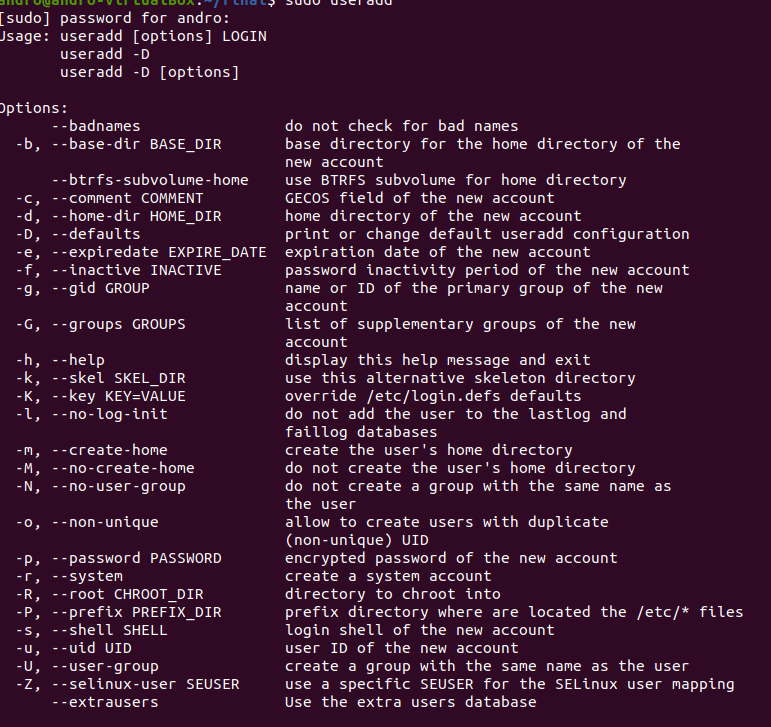 andro@andro-VirtualBox:~/fthat$ sudo useradd
[sudo] password for andro:
Usage: useradd [options] LOGIN
useradd -D
useradd -D [options]
Options:
--badnames do not check for bad names
-b, --base-dir BASE_DIR base directory for the home directory of the
new account
--btrfs-subvolume-home use BTRFS subvolume for home directory
-c, --comment COMMENT GECOS field of the new account
-d, --home-dir HOME_DIR home directory of the new account
-D, --defaults print or change default useradd configuration
-e, --expiredate EXPIRE_DATE expiration date of the new account
-f, --inactive INACTIVE password inactivity period of the new account
-g, --gid GROUP name or ID of the primary group of the new
account
-G, --groups GROUPS list of supplementary groups of the new
account
-h, --help display this help message and exit
-k, --skel SKEL_DIR use this alternative skeleton directory
-K, --key KEY=VALUE override /etc/login.defs defaults
-l, --no-log-init do not add the user to the lastlog and
faillog databases
-m, --create-home create the user's home directory
-M, --no-create-home do not create the user's home directory
-N, --no-user-group do not create a group with the same name as
the user
-o, --non-unique allow to create users with duplicate
(non-unique) UID
-p, --password PASSWORD encrypted password of the new account
-r, --system create a system account
-R, --root CHROOT_DIR directory to chroot into
-P, --prefix PREFIX_DIR prefix directory where are located the /etc/* files
-s, --shell SHELL login shell of the new account
-u, --uid UID user ID of the new account
-U, --user-group create a group with the same name as the user
-Z, --selinux-user SEUSER use a specific SEUSER for the SELinux user mapping
--extrausers Use the extra users database